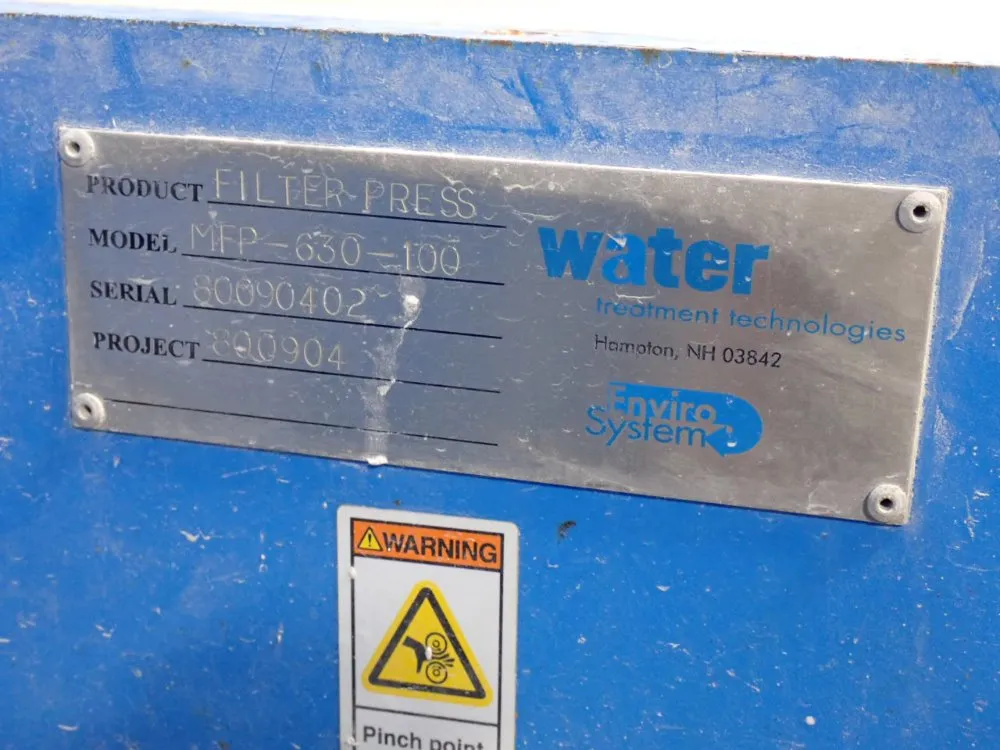 PRODUCT FILTER PRESS
MODEL MFP-630-100
SERIAL 80090402
PROJECT 800904
water
treatment technologies
Hampton, NH 03842
Enviro
System
WARNING
Pinch point